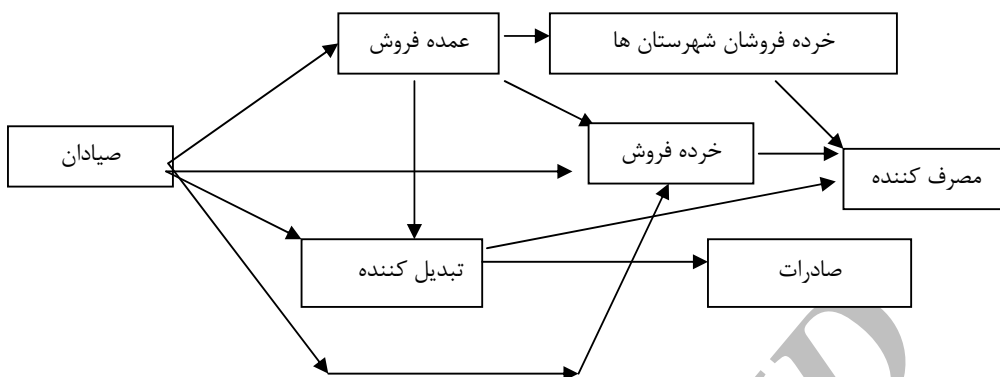 عمده فروش
خرده فروشان شهرستان ها
صیادان
خرده فروش
مصرف کننده
تبدیل کننده
صادرات